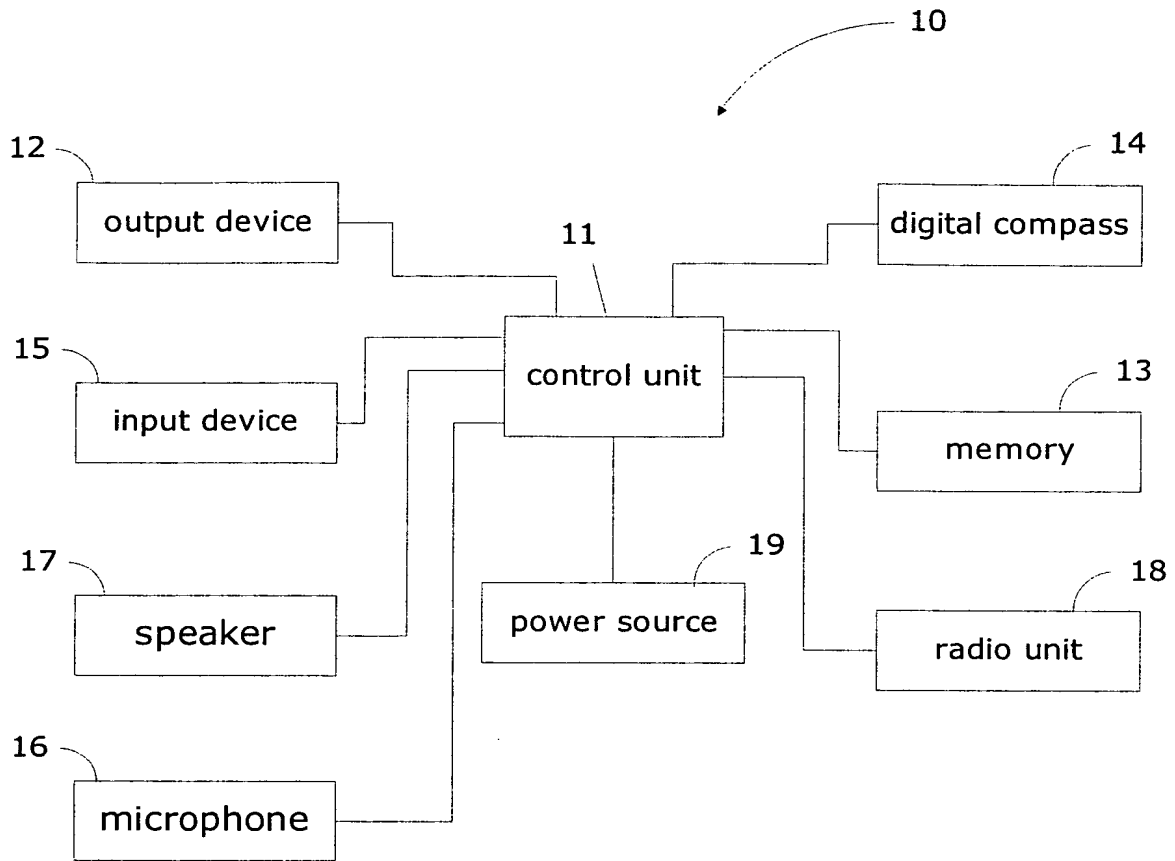 10
12
output device
14
digital compass
11
control unit
15
input device
13
memory
17
speaker
19
power source
18
radio unit
16
microphone